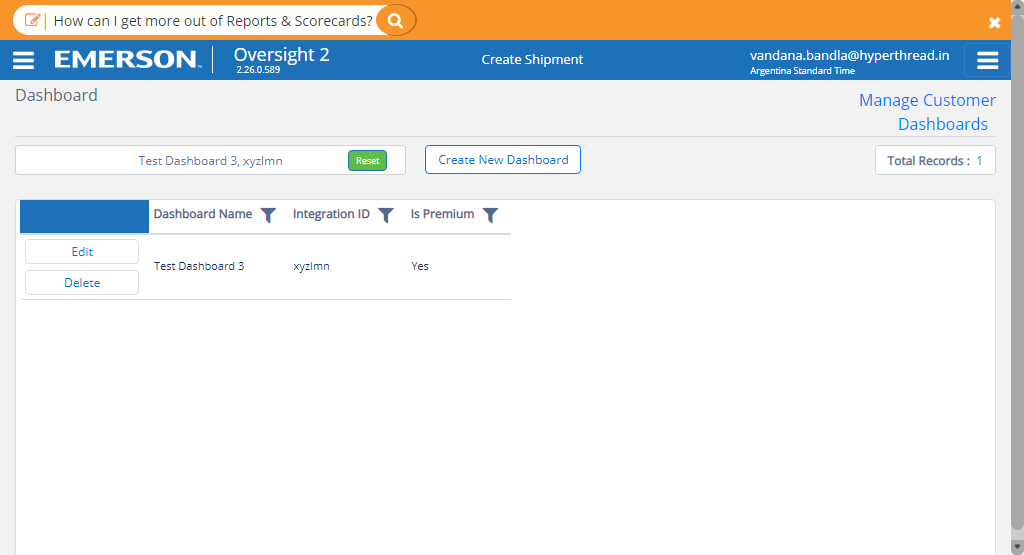 How can I get more out of Reports & Scorecards?
EMERSON™ Oversight 2
2.26.0.589
Create Shipment
vandana.bandla@hyperthread.in
Argentina Standard Time
Dashboard
Manage Customer
Dashboards
Test Dashboard 3, xyzlmn Reset
Create New Dashboard
Total Records : 1
Dashboard Name Integration ID Is Premium
Edit
Test Dashboard 3 xyzlmn Yes
Delete